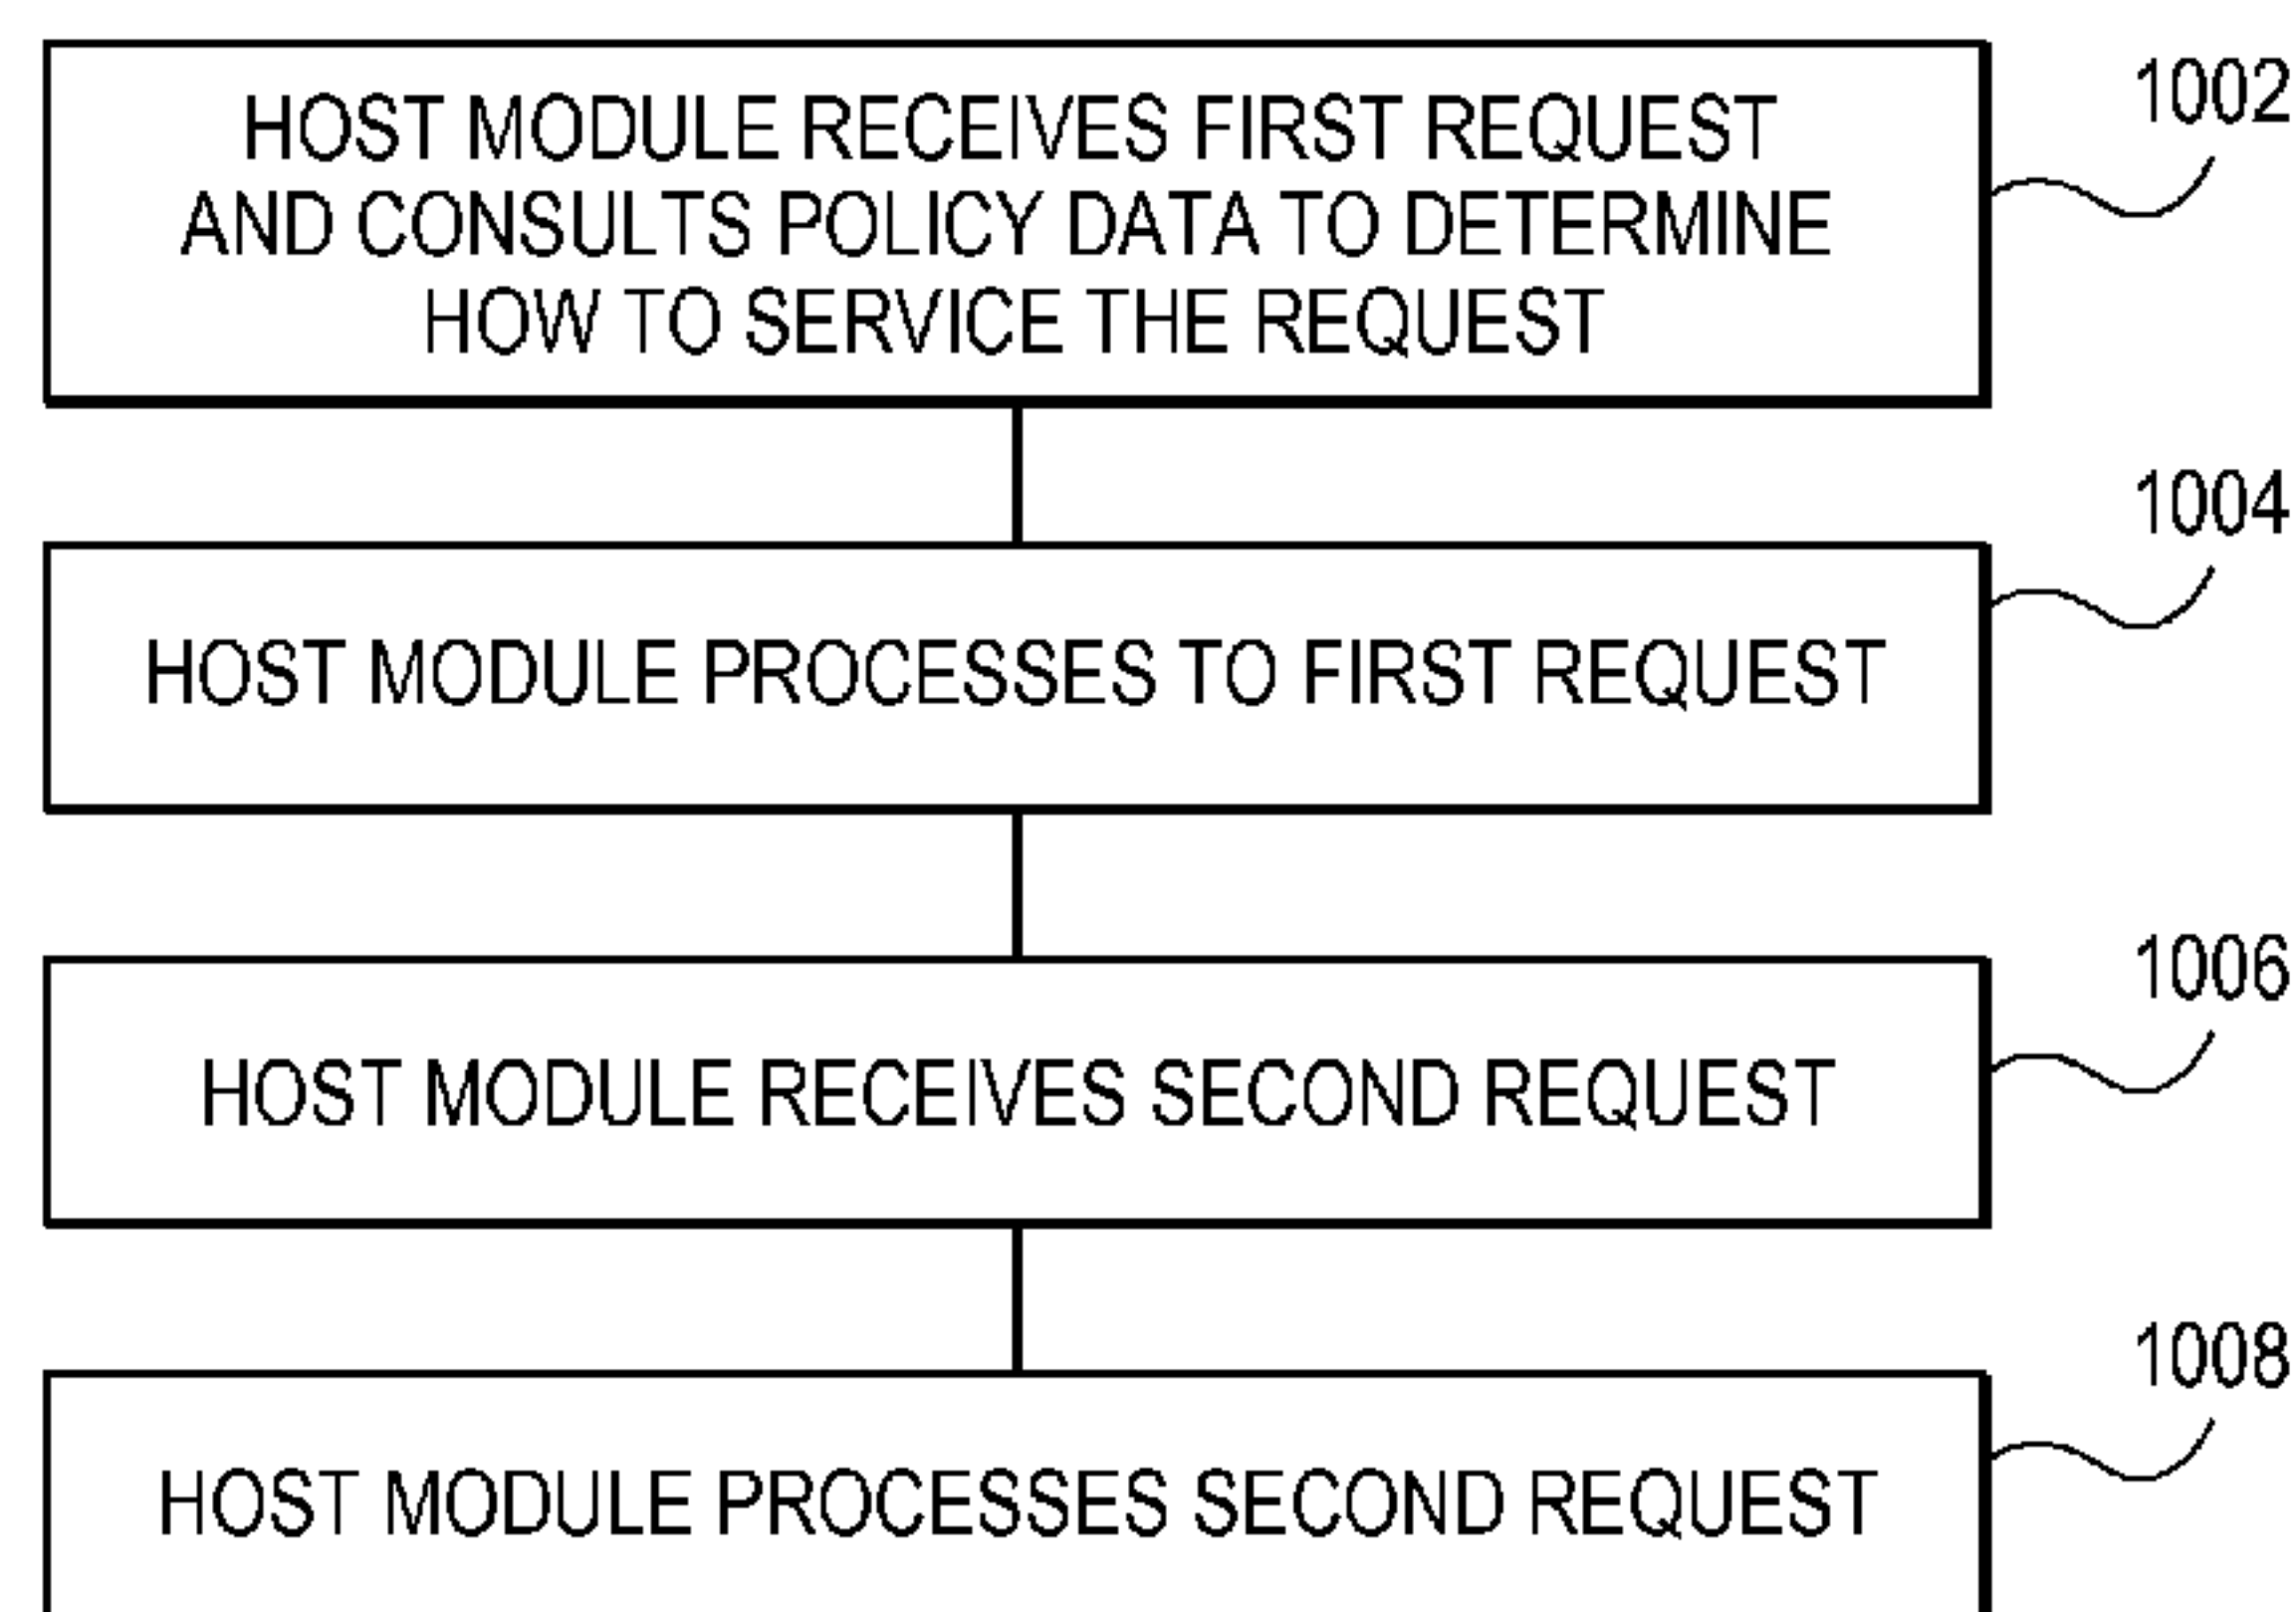 1002
HOST MODULE RECEIVES FIRST REQUEST
AND CONSULTS POLICY DATA TO DETERMINE
HOW TO SERVICE THE REQUEST
1004
HOST MODULE PROCESSES TO FIRST REQUEST
1006
HOST MODULE RECEIVES SECOND REQUEST
1008
HOST MODULE PROCESSES SECOND REQUEST